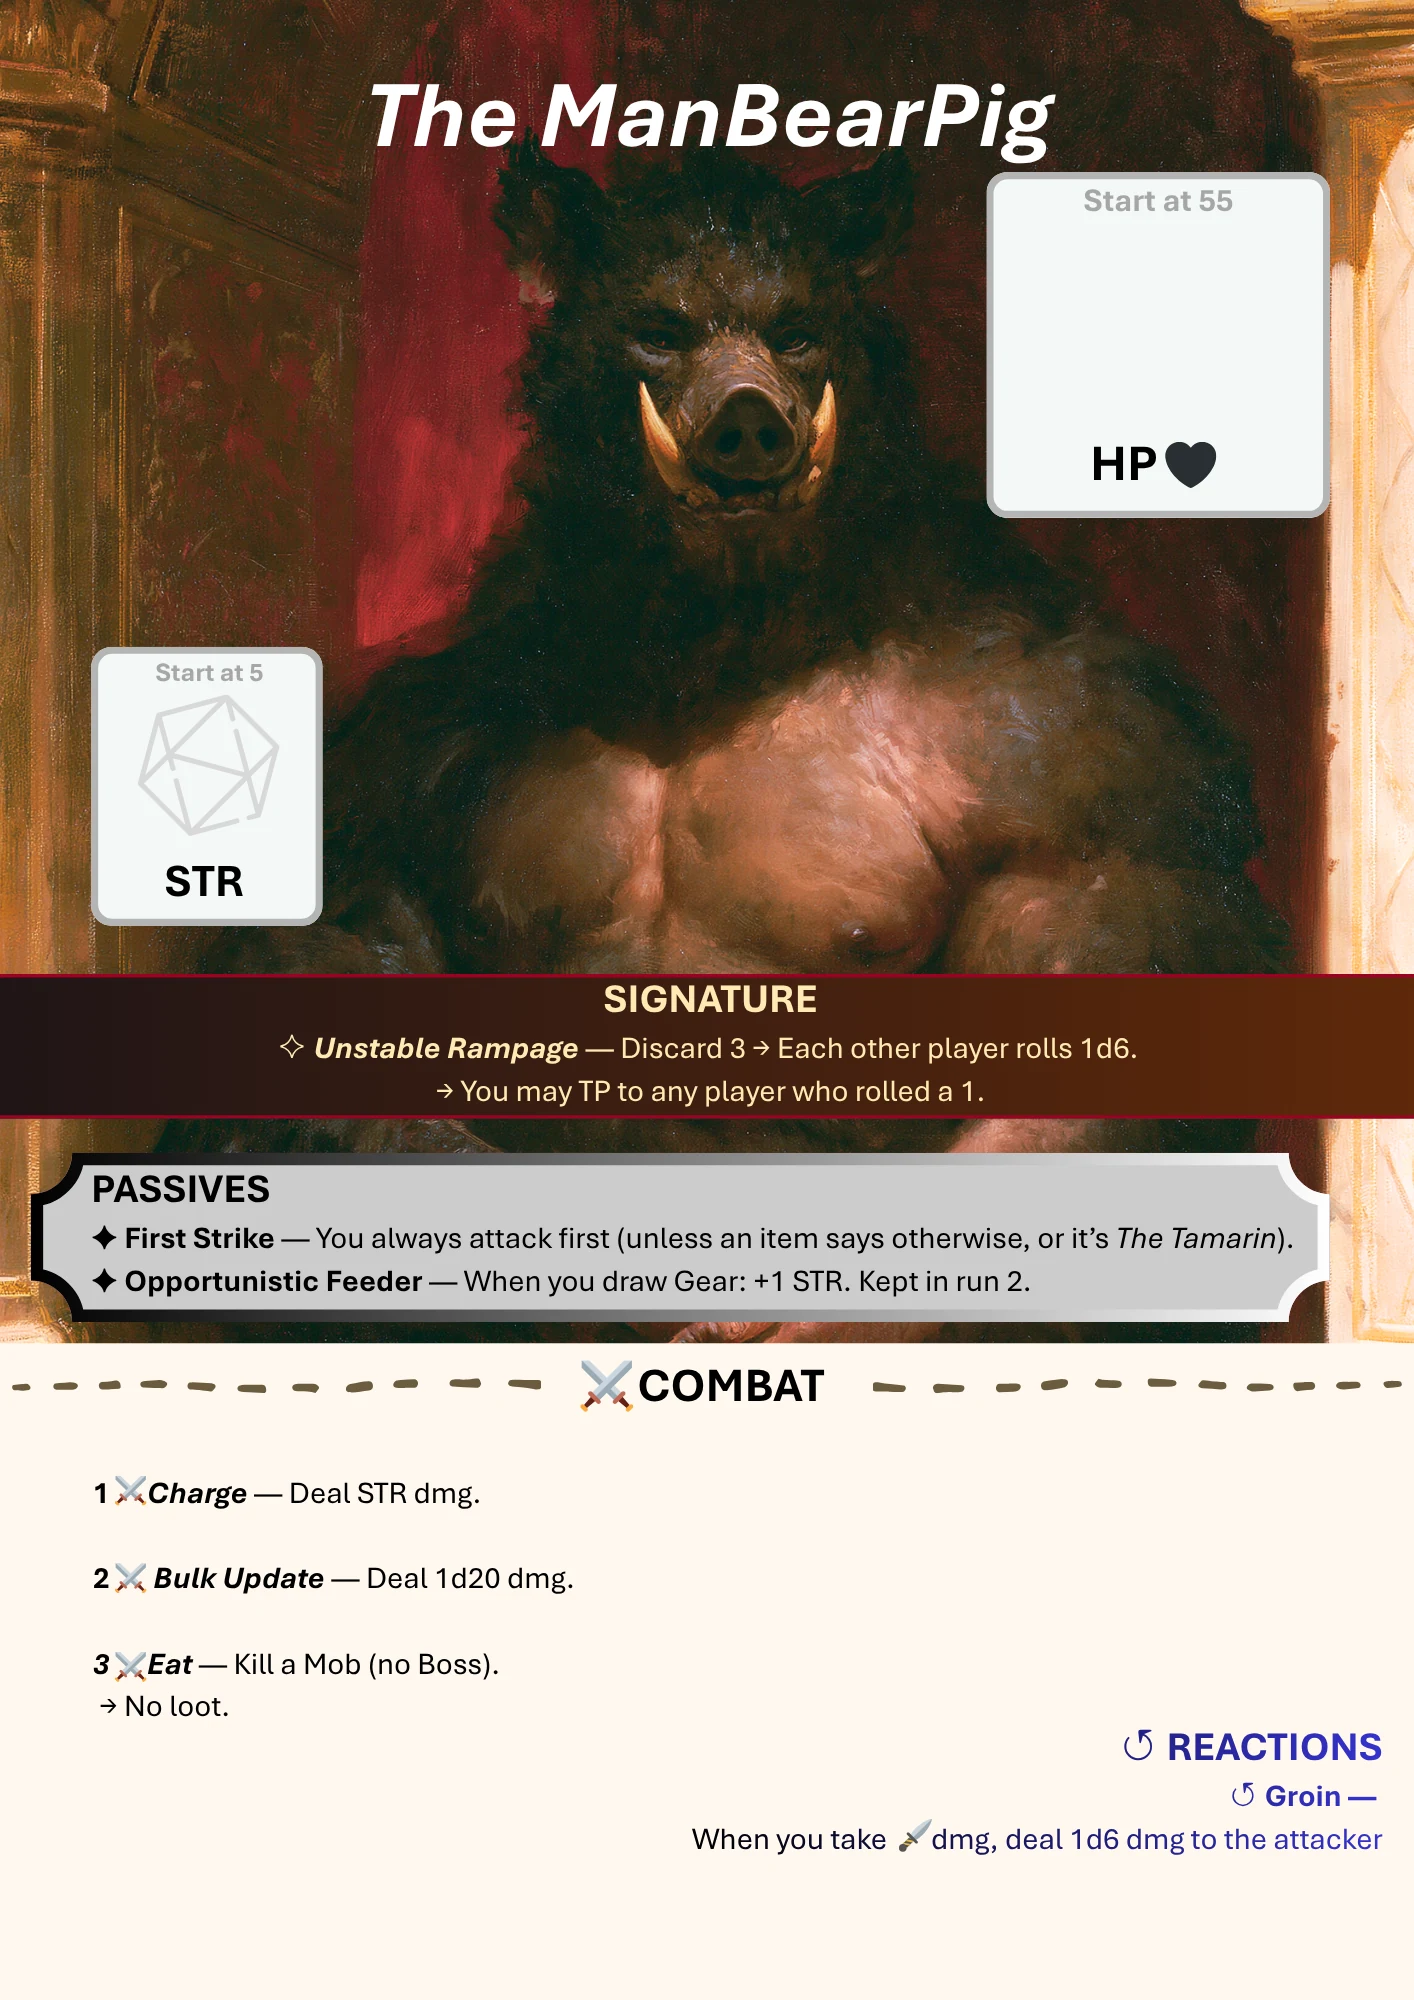 The ManBearPig
Start at 55
HP🖤
Start at 5
STR
SIGNATURE
✧ Unstable Rampage — Discard 3 → Each other player rolls 1d6.
→ You may TP to any player who rolled a 1.
PASSIVES
✦ First Strike — You always attack first (unless an item says otherwise, or it’s The Tamarin).
✦ Opportunistic Feeder — When you draw Gear: +1 STR. Kept in run 2.
⚔️COMBAT
1⚔️Charge — Deal STR dmg.
2⚔️ Bulk Update — Deal 1d20 dmg.
3⚔️Eat — Kill a Mob (no Boss).
→ No loot.
↺ REACTIONS
↺ Groin —
When you take 🗡️dmg, deal 1d6 dmg to the attacker